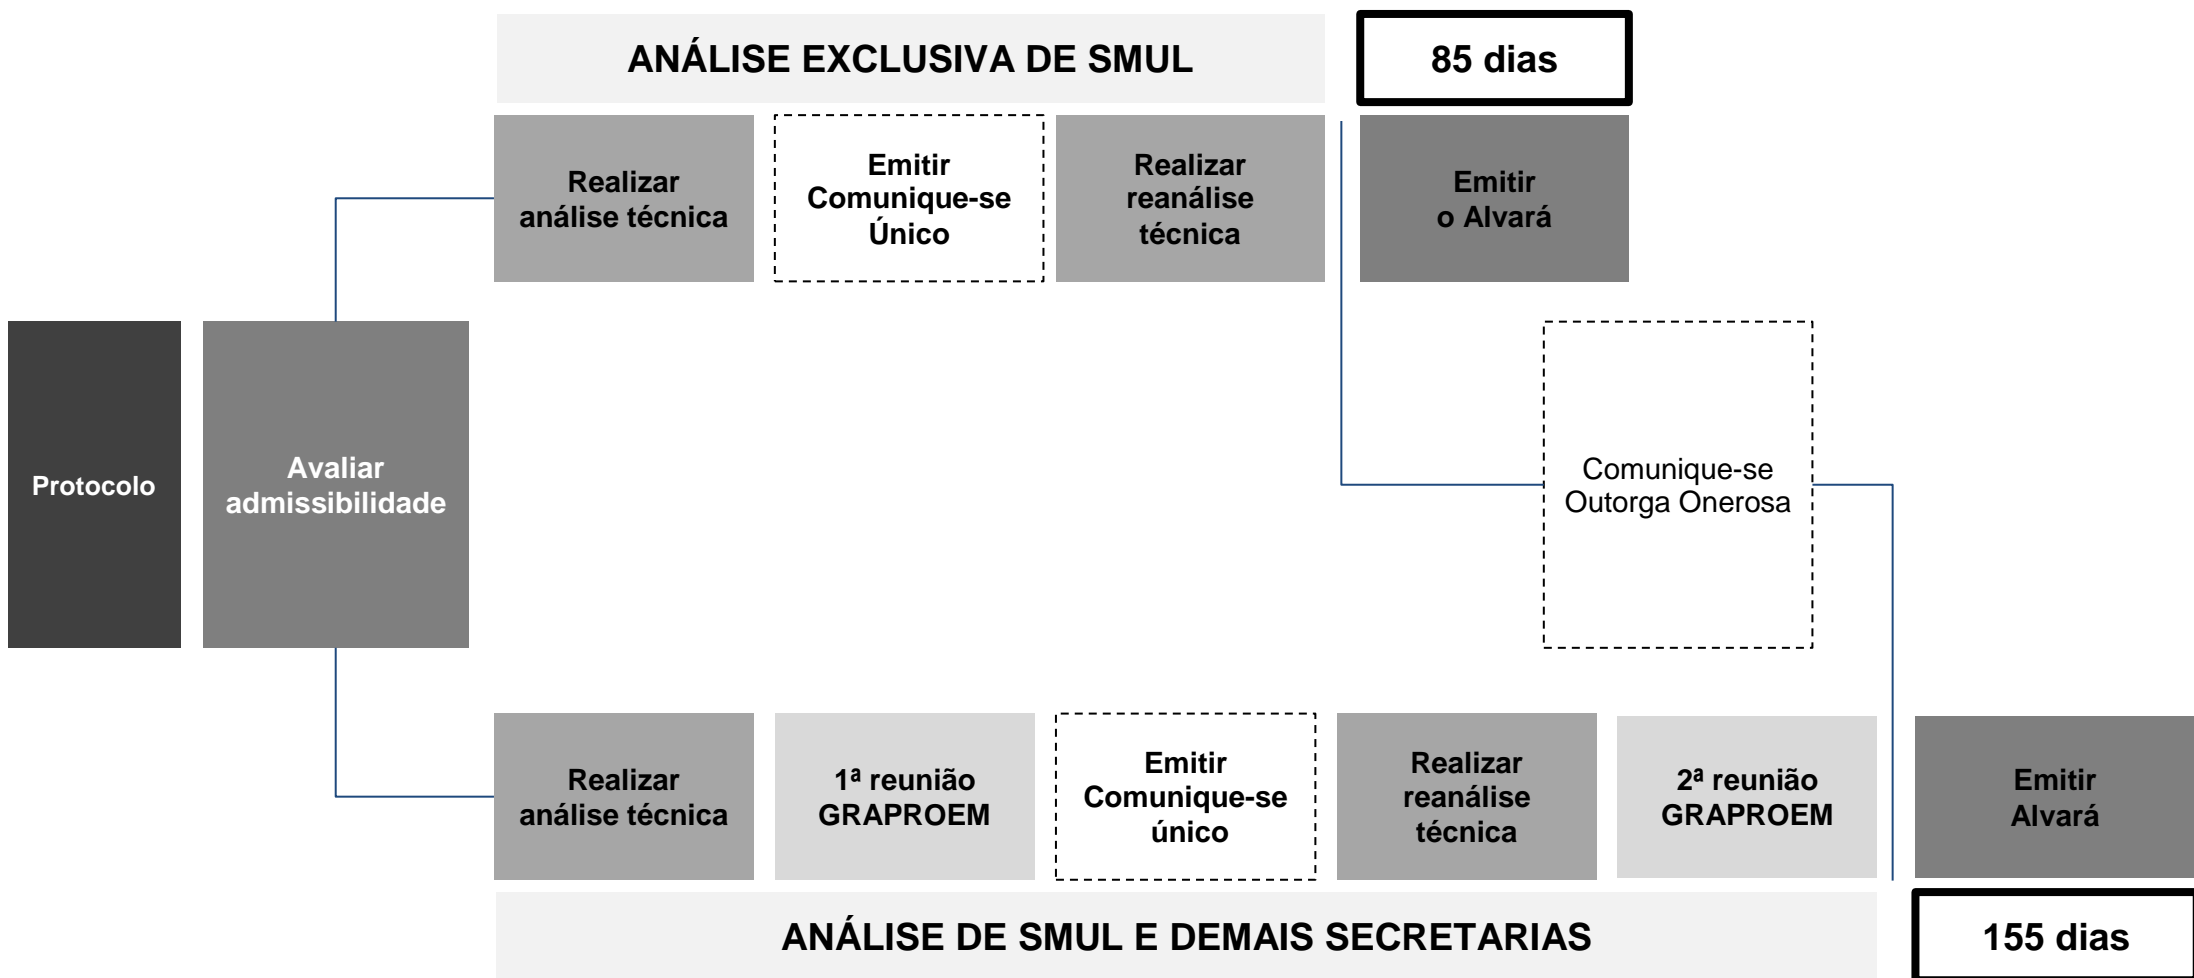 ANÁLISE EXCLUSIVA DE SMUL
85 dias
Realizar
análise técnica
Emitir
Comunique-se
Único
Realizar
reanálise
técnica
Emitir
o Alvará
Protocolo
Avaliar
admissibilidade
Comunique-se
Outorga Onerosa
Realizar
análise técnica
1ª reunião
GRAPROEM
Emitir
Comunique-se
único
Realizar
reanálise
técnica
2ª reunião
GRAPROEM
Emitir
Alvará
ANÁLISE DE SMUL E DEMAIS SECRETARIAS
155 dias